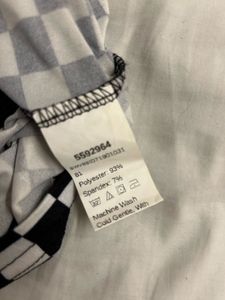 5592964
B1
Polyester: 93%
Spandex: 7%
Machine Wash
Cold Gentle, With